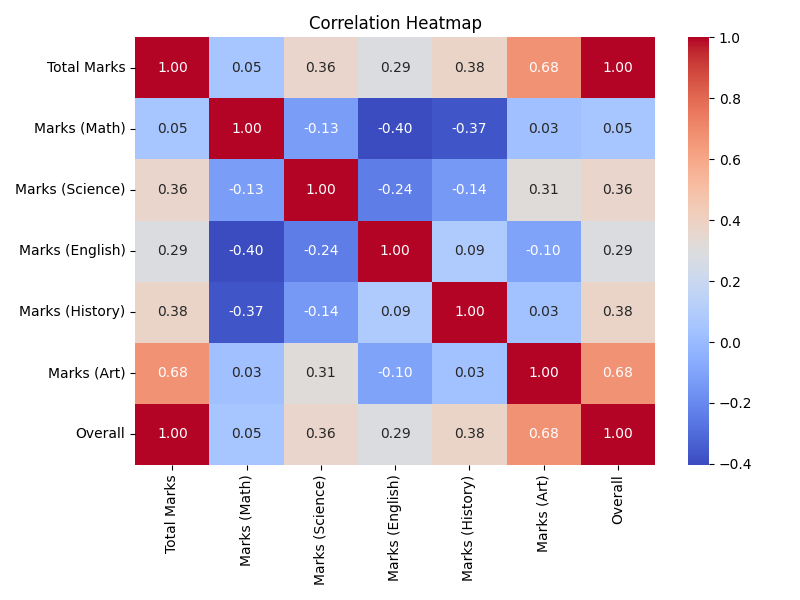 Correlation Heatmap
Total Marks 1.00 0.05 0.36 0.29 0.38 0.68 1.00
Marks (Math) 0.05 1.00 -0.13 -0.40 -0.37 0.03 0.05
Marks (Science) 0.36 -0.13 1.00 -0.24 -0.14 0.31 0.36
Marks (English) 0.29 -0.40 -0.24 1.00 0.09 -0.10 0.29
Marks (History) 0.38 -0.37 -0.14 0.09 1.00 0.03 0.38
Marks (Art) 0.68 0.03 0.31 -0.10 0.03 1.00 0.68
Overall 1.00 0.05 0.36 0.29 0.38 0.68 1.00
Total Marks
Marks (Math)
Marks (Science)
Marks (English)
Marks (History)
Marks (Art)
Overall
1.0
0.8
0.6
0.4
0.2
0.0
−0.2
−0.4